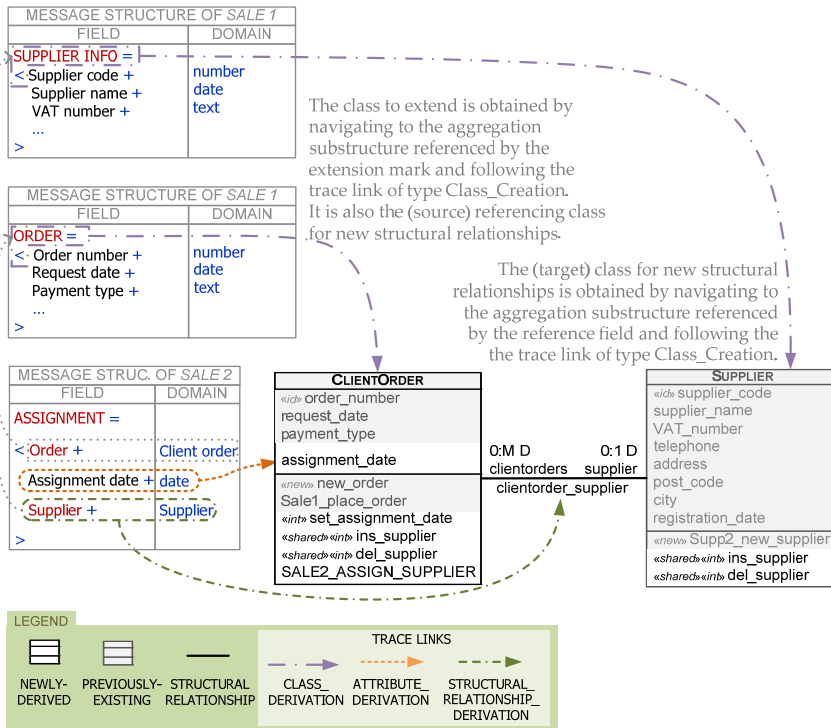 MESSAGE STRUCTURE OF SALE 1
FIELD DOMAIN
SUPPLIER INFO =
< Supplier code + number
Supplier name + date
VAT number + text
...
>
The class to extend is obtained by
navigating to the aggregation
substructure referenced by the
extension mark and following the
trace link of type Class_Creation.
It is also the (source) referencing class
for new structural relationships.
MESSAGE STRUCTURE OF SALE 1
FIELD DOMAIN
ORDER =
< Order number + number
Request date + date
Payment type + text
...
>
The (target) class for new structural
relationships is obtained by navigating to
the aggregation substructure referenced
by the reference field and following the
the trace link of type Class_Creation.
MESSAGE STRUC. OF SALE 2
FIELD DOMAIN
ASSIGNMENT =
< Order + Client order
Assignment date + date
Supplier + Supplier
>
CLIENTORDER
«id» order_number
request_date
payment_type
assignment_date
«new» new_order
Sale1_place_order
«int» set_assignment_date
«shared» «int» ins_supplier
«shared» «int» del_supplier
SALE2_ASSIGN_SUPPLIER
0:M D 0:1 D
clientorders supplier
clientorder_supplier
SUPPLIER
«id» supplier_code
supplier_name
VAT_number
telephone
address
post_code
city
registration_date
«new» Supp2_new_supplier
«shared» «int» ins_supplier
«shared» «int» del_supplier
LEGEND
NEWLY-
DERIVED
PREVIOUSLY-
EXISTING
STRUCTURAL
RELATIONSHIP
TRACE LINKS
CLASS_
DERIVATION
ATTRIBUTE_
DERIVATION
STRUCTURAL_
RELATIONSHIP_
DERIVATION